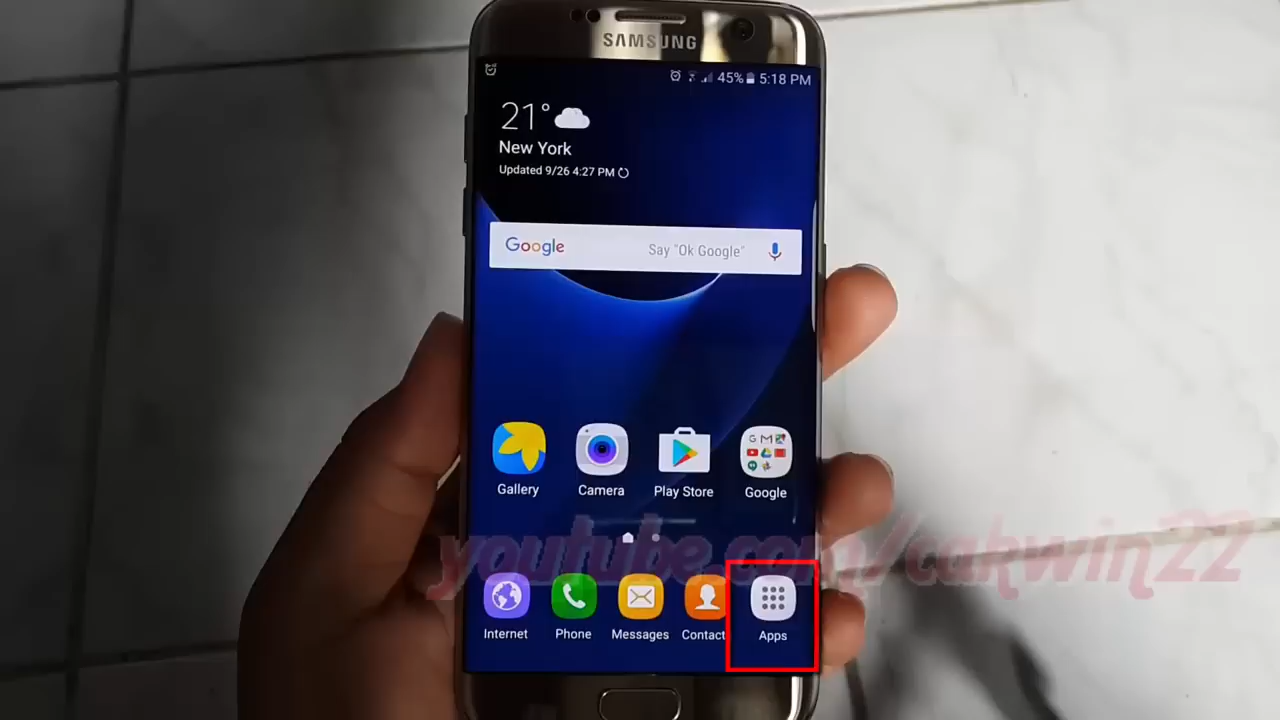 SAMSUNG
45% 5:18 PM
21°
New York
Updated 9/26 4:27 PM
Google Say "Ok Google"
Gallery Camera Play Store Google
youtube.com/cakwin22
Internet Phone Messages Contact Apps